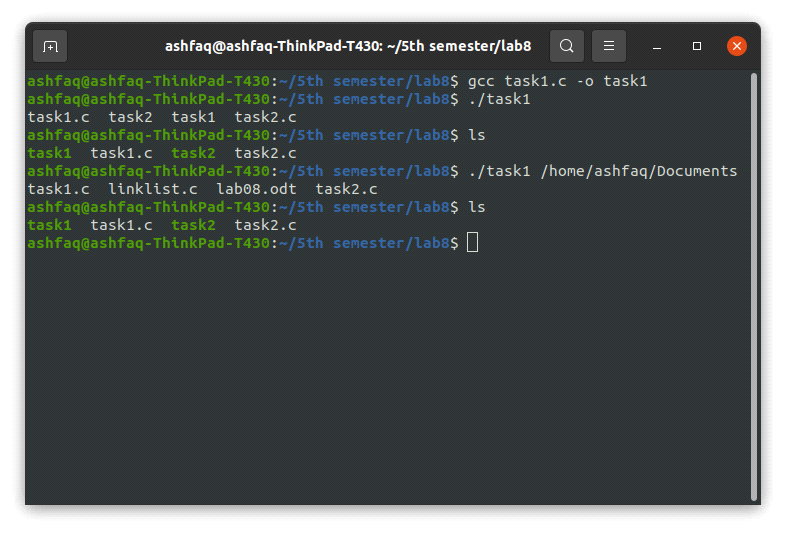 ashfaq@ashfaq-ThinkPad-T430: ~/5th semester/lab8
ashfaq@ashfaq-ThinkPad-T430:~/5th semester/lab8$ gcc task1.c -o task1
ashfaq@ashfaq-ThinkPad-T430:~/5th semester/lab8$ ./task1
task1.c  task2  task1  task2.c
ashfaq@ashfaq-ThinkPad-T430:~/5th semester/lab8$ ls
task1  task1.c  task2  task2.c
ashfaq@ashfaq-ThinkPad-T430:~/5th semester/lab8$ ./task1 /home/ashfaq/Documents
task1.c  linklist.c  lab08.odt  task2.c
ashfaq@ashfaq-ThinkPad-T430:~/5th semester/lab8$ ls
task1  task1.c  task2  task2.c
ashfaq@ashfaq-ThinkPad-T430:~/5th semester/lab8$